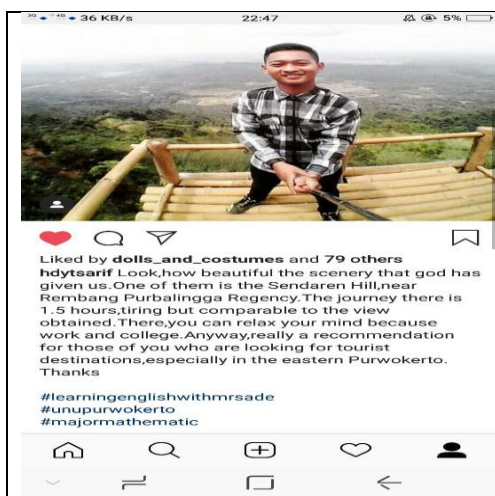 36 KB/s 22:47 5%
Liked by dolls_and_costumes and 79 others
hdytsarif Look,how beautiful the scenery that god has
given us.One of them is the Sendaren Hill,near
Rembang Purbalingga Regency.The journey there is
1.5 hours,tiring but comparable to the view
obtained.There,you can relax your mind because
work and college.Anyway,really a recommendation
for those of you who are looking for tourist
destinations,especially in the eastern Purwokerto.
Thanks
#learningenglishwithmrsade
#unupurwokerto
#majormathematic